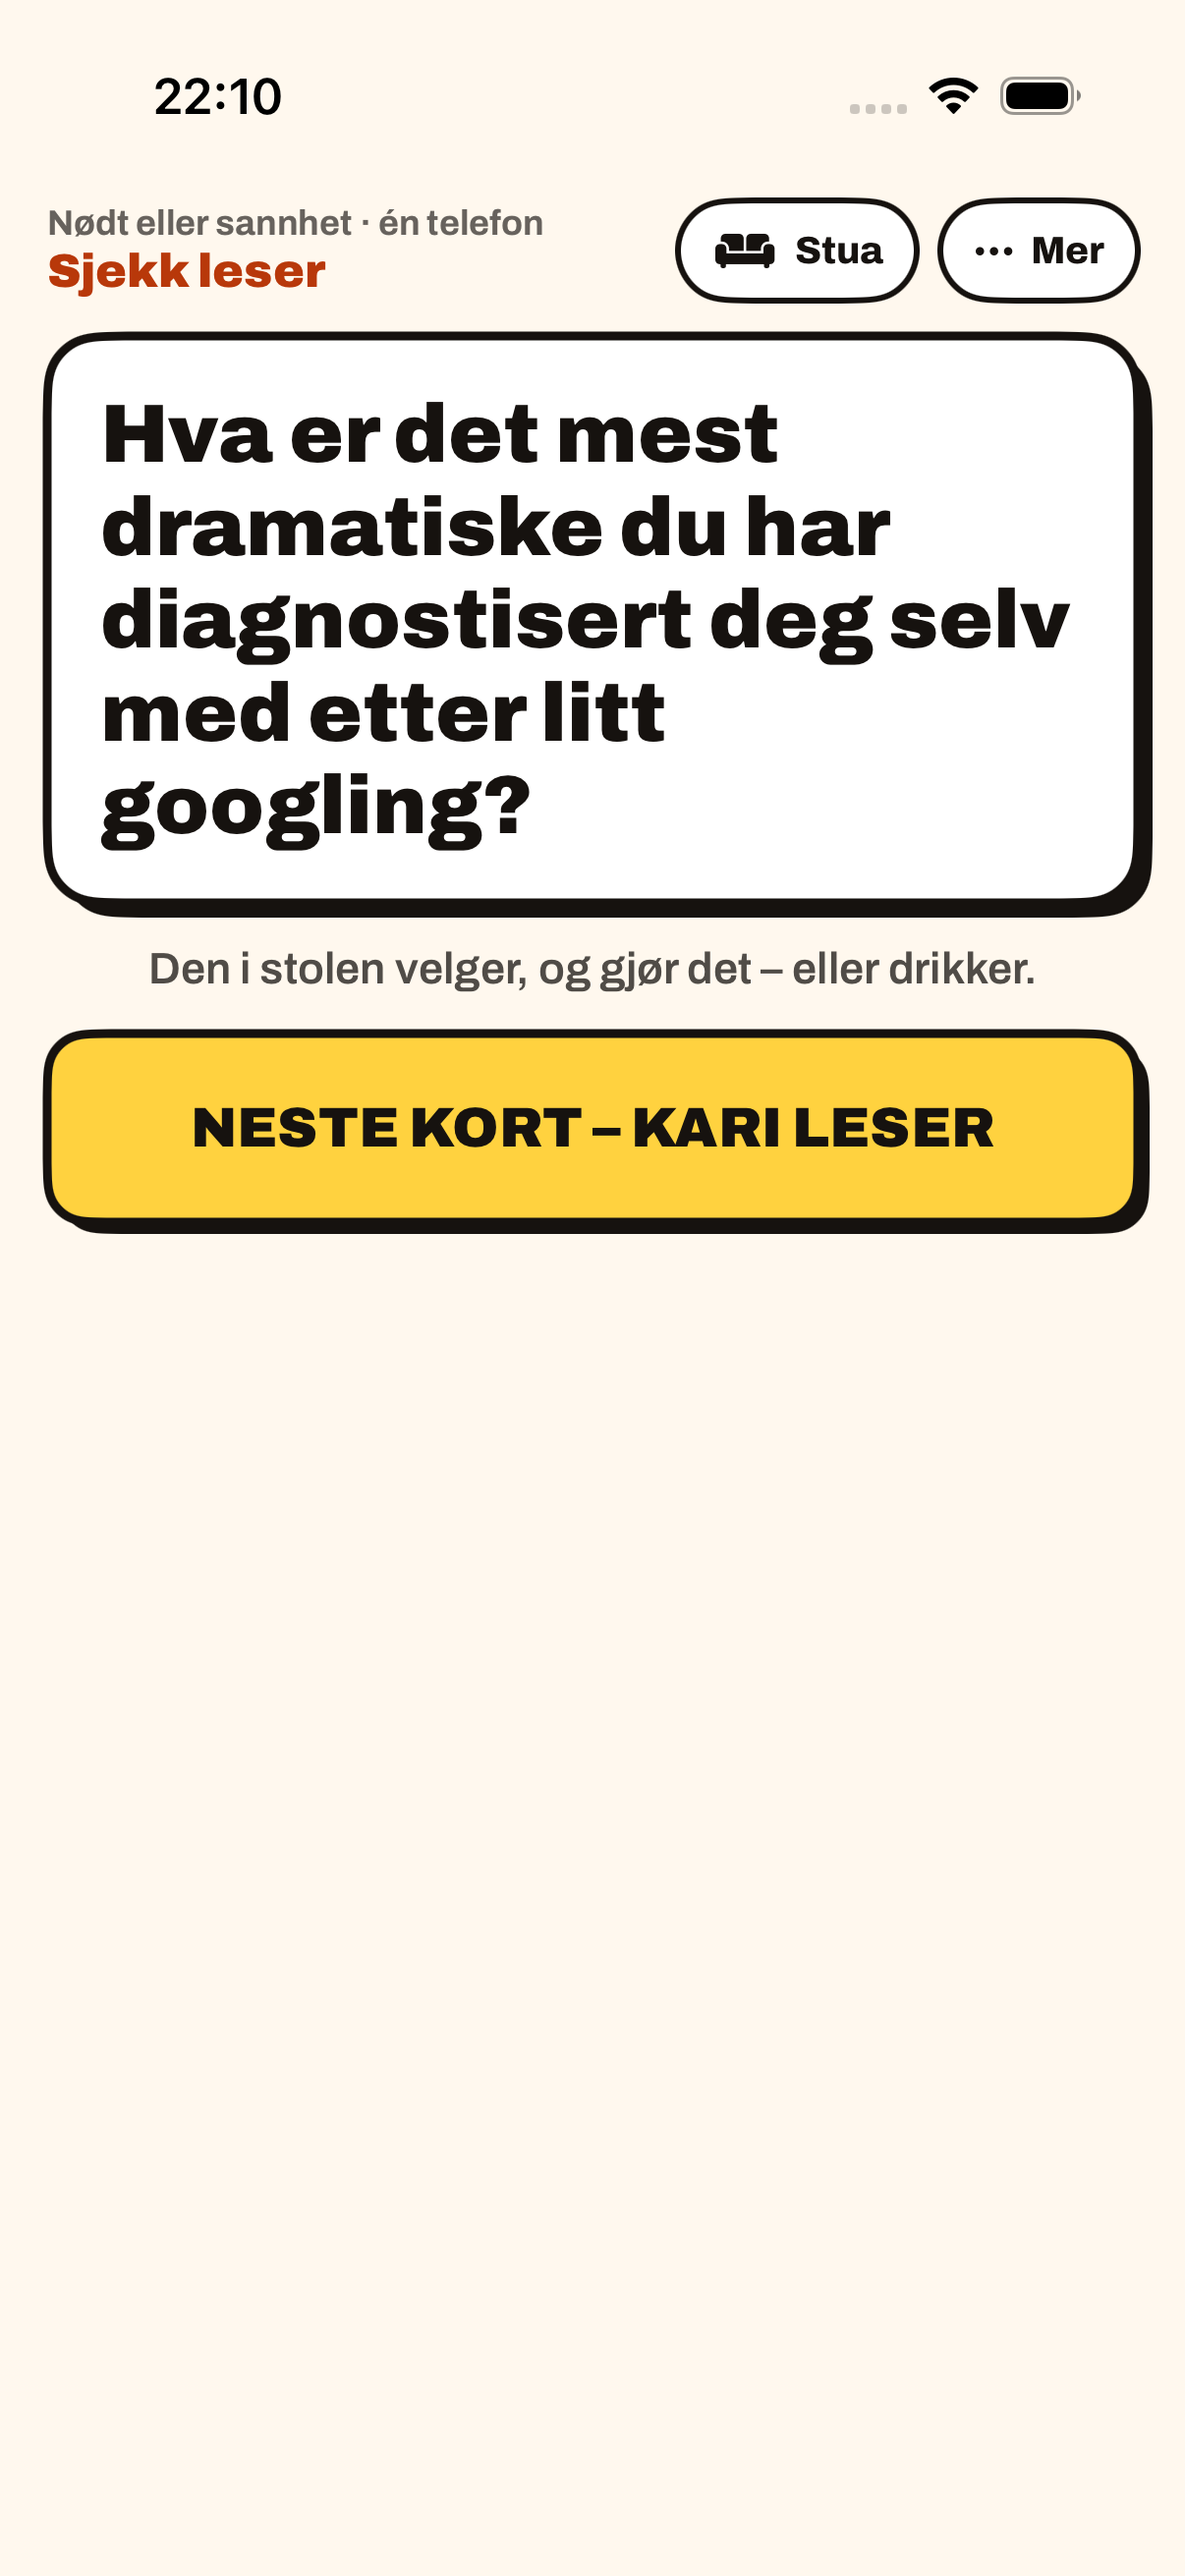 22:10
Nødt eller sannhet · én telefon
Sjekk leser
Stua
··· Mer
Hva er det mest
dramatiske du har
diagnostisert deg selv
med etter litt
googling?
Den i stolen velger, og gjør det – eller drikker.
NESTE KORT – KARI LESER